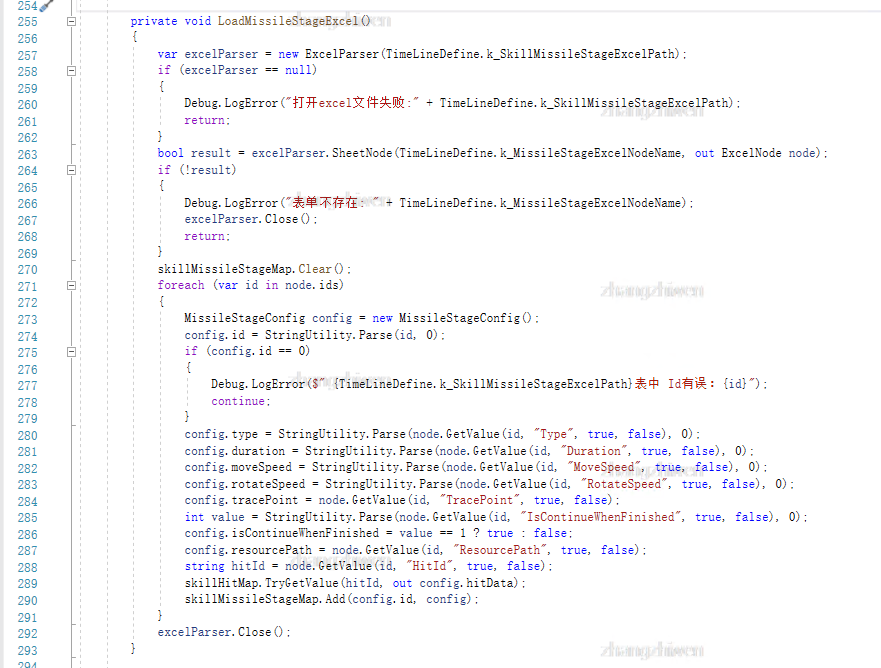 254
255 private void LoadMissileStageExcel()
256 {
257 var excelParser = new ExcelParser(TimeLineDefine.k_SkillMissileStageExcelPath);
258 if (excelParser == null)
259 {
260 Debug.LogError("打开excel文件失败:" + TimeLineDefine.k_SkillMissileStageExcelPath);
261 return;
262 }
263 bool result = excelParser.SheetNode(TimeLineDefine.k_MissileStageExcelNodeName, out ExcelNode node);
264 if (!result)
265 {
266 Debug.LogError("表单不存在: " + TimeLineDefine.k_MissileStageExcelNodeName);
267 excelParser.Close();
268 return;
269 }
270 skillMissileStageMap.Clear();
271 foreach (var id in node.ids)
272 {
273 MissileStageConfig config = new MissileStageConfig();
274 config.id = StringUtility.Parse(id, 0);
275 if (config.id == 0)
276 {
277 Debug.LogError($" {TimeLineDefine.k_SkillMissileStageExcelPath}表中 Id有误：{id}");
278 continue;
279 }
280 config.type = StringUtility.Parse(node.GetValue(id, "Type", true, false), 0);
281 config.duration = StringUtility.Parse(node.GetValue(id, "Duration", true, false), 0);
282 config.moveSpeed = StringUtility.Parse(node.GetValue(id, "MoveSpeed", true, false), 0);
283 config.rotateSpeed = StringUtility.Parse(node.GetValue(id, "RotateSpeed", true, false), 0);
284 config.tracePoint = node.GetValue(id, "TracePoint", true, false);
285 int value = StringUtility.Parse(node.GetValue(id, "IsContinueWhenFinished", true, false), 0);
286 config.isContinueWhenFinished = value == 1 ? true : false;
287 config.resourcePath = node.GetValue(id, "ResourcePath", true, false);
288 string hitId = node.GetValue(id, "HitId", true, false);
289 skillHitMap.TryGetValue(hitId, out config.hitData);
290 skillMissileStageMap.Add(config.id, config);
291 }
292 excelParser.Close();
293 }
294
zhangzhiwen
zhangzhiwen
zhangzhiwen
zhangzhiwen
zhangzhiwen
zhangzhiwen
zhangzhiwen
zhangzhiwen